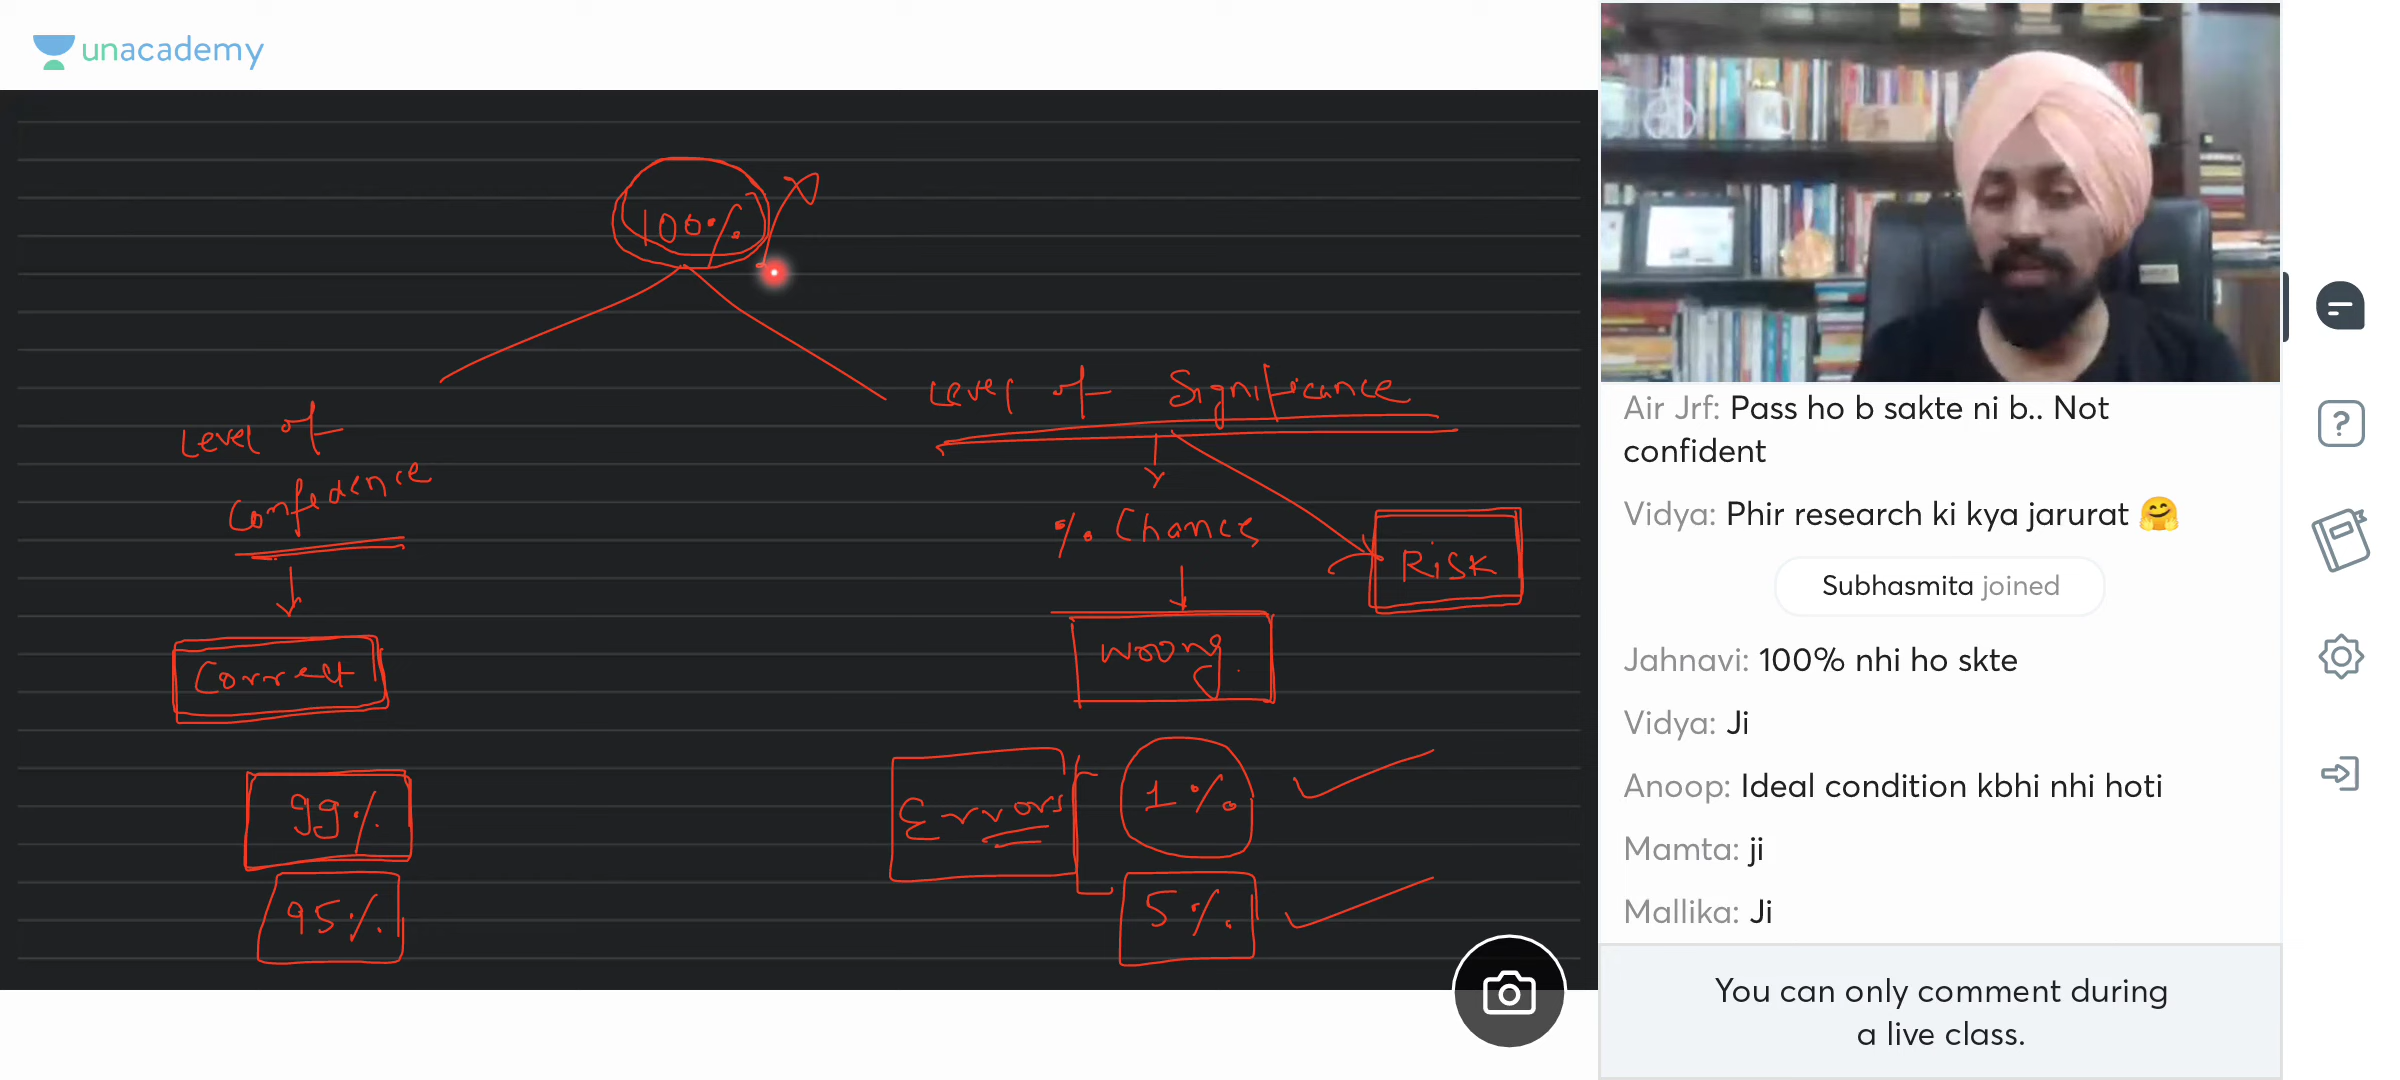 unacademy
100%
Level of Significance
Level of
Confedence
% Chances
Risk
Wrong
Correct
99%
Errors
1%
95%
5%
Air Jrf: Pass ho b sakte ni b.. Not
confident
Vidya: Phir research ki kya jarurat 🤗
Subhasmita joined
Jahnavi: 100% nhi ho skte
Vidya: Ji
Anoop: Ideal condition kbhi nhi hoti
Mamta: ji
Mallika: Ji
You can only comment during
a live class.
?